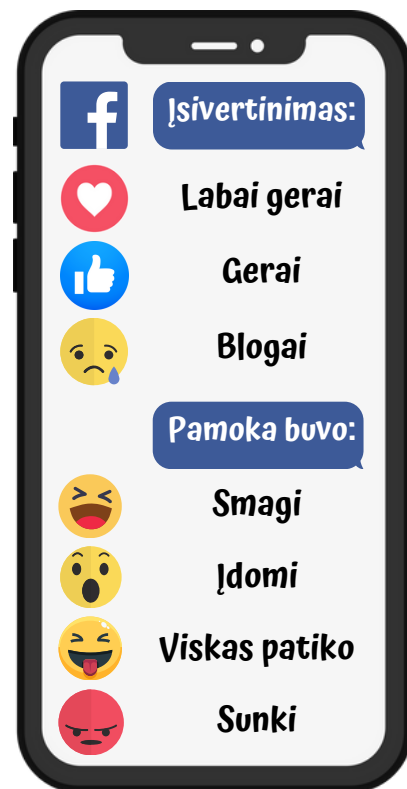 Įsivertinimas:
Labai gerai
Gerai
Blogai
Pamoka buvo:
Smagi
Įdomi
Viskas patiko
Sunki